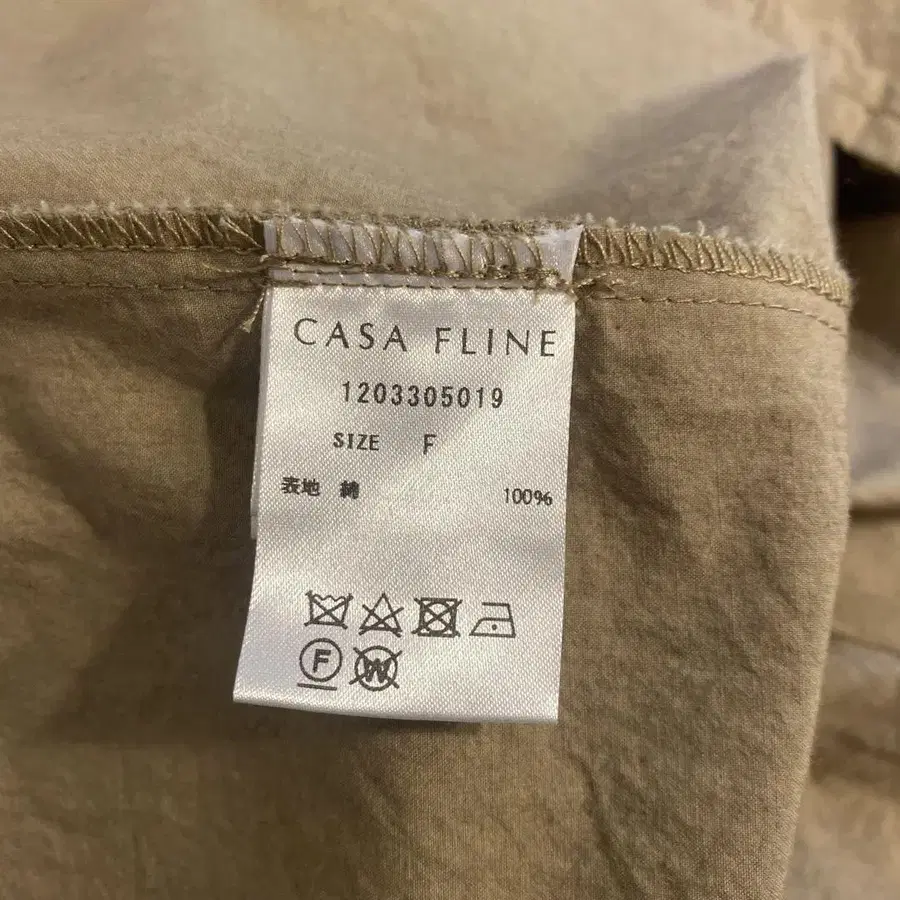 CASA FLINE
1203305019
SIZE F
表地 綿 100%
F W